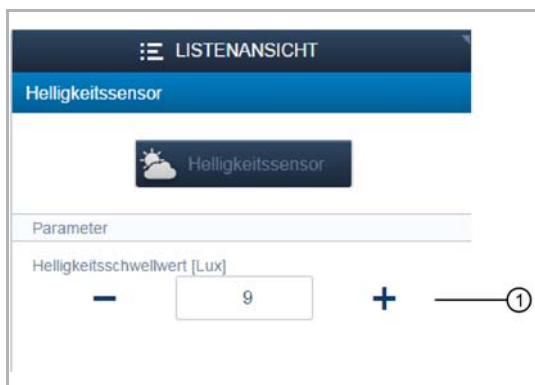 LISTENANSICHT
Helligkeitssensor
Helligkeitssensor
Parameter
Helligkeitsschwellwert [Lux]
− 9 + 1